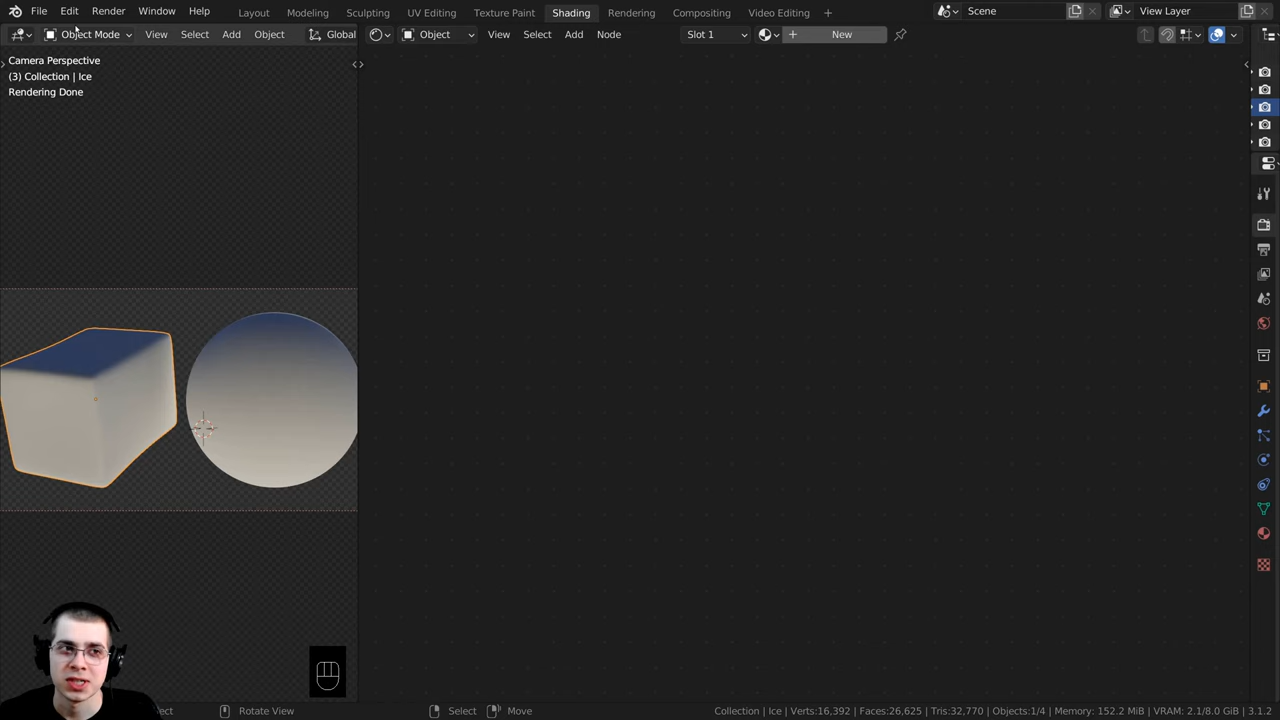 File Edit Render Window Help Layout Modeling Sculpting UV Editing Texture Paint Shading Rendering Compositing Video Editing + Scene View Layer
Object Mode View Select Add Object Global Object View Select Add Node Slot 1 New
Camera Perspective
(3) Collection | Ice
Rendering Done
Rotate View Select Move Collection | Ice | Verts:16,392 | Faces:26,625 | Tris:32,770 | Objects:1/4 | Memory: 152.2 MiB | VRAM: 2.1/8.0 GiB | 3.1.2